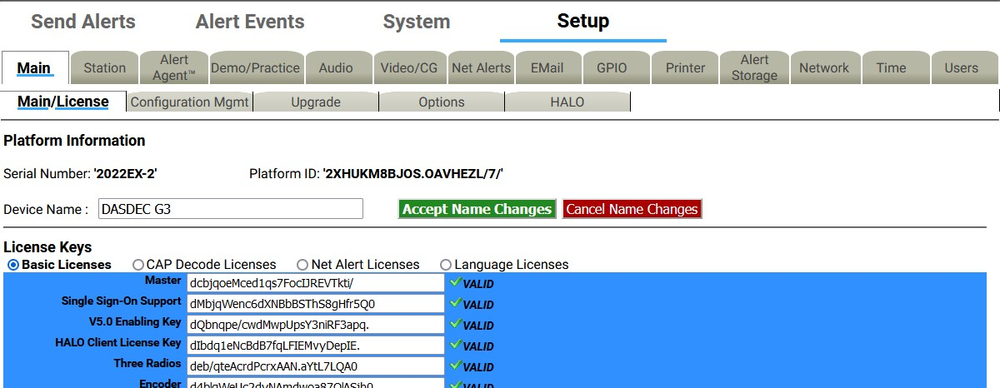 Send Alerts Alert Events System Setup
Main Station Alert Agent™ Demo/Practice Audio Video/CG Net Alerts EMail GPIO Printer Alert Storage Network Time Users
Main/License Configuration Mgmt Upgrade Options HALO
Platform Information
Serial Number: '2022EX-2' Platform ID: '2XHUKM8BJOS.OAVHEZL/7/'
Device Name : DASDEC G3 Accept Name Changes Cancel Name Changes
License Keys
Basic Licenses CAP Decode Licenses Net Alert Licenses Language Licenses
Master dcbjqoeMced1qs7FocIJREVTkti/ VALID
Single Sign-On Support dMbjqWenc6dXNBbBSThS8gHfr5Q0 VALID
V5.0 Enabling Key dQbnqpe/cwdMwpUpsY3niRF3apq. VALID
HALO Client License Key dIbdq1eNcBdB7fqLFIEMvyDepIE. VALID
Three Radios deb/qteAcrdPcrxAAN.aYtL7LQA0 VALID
Encoder VALID